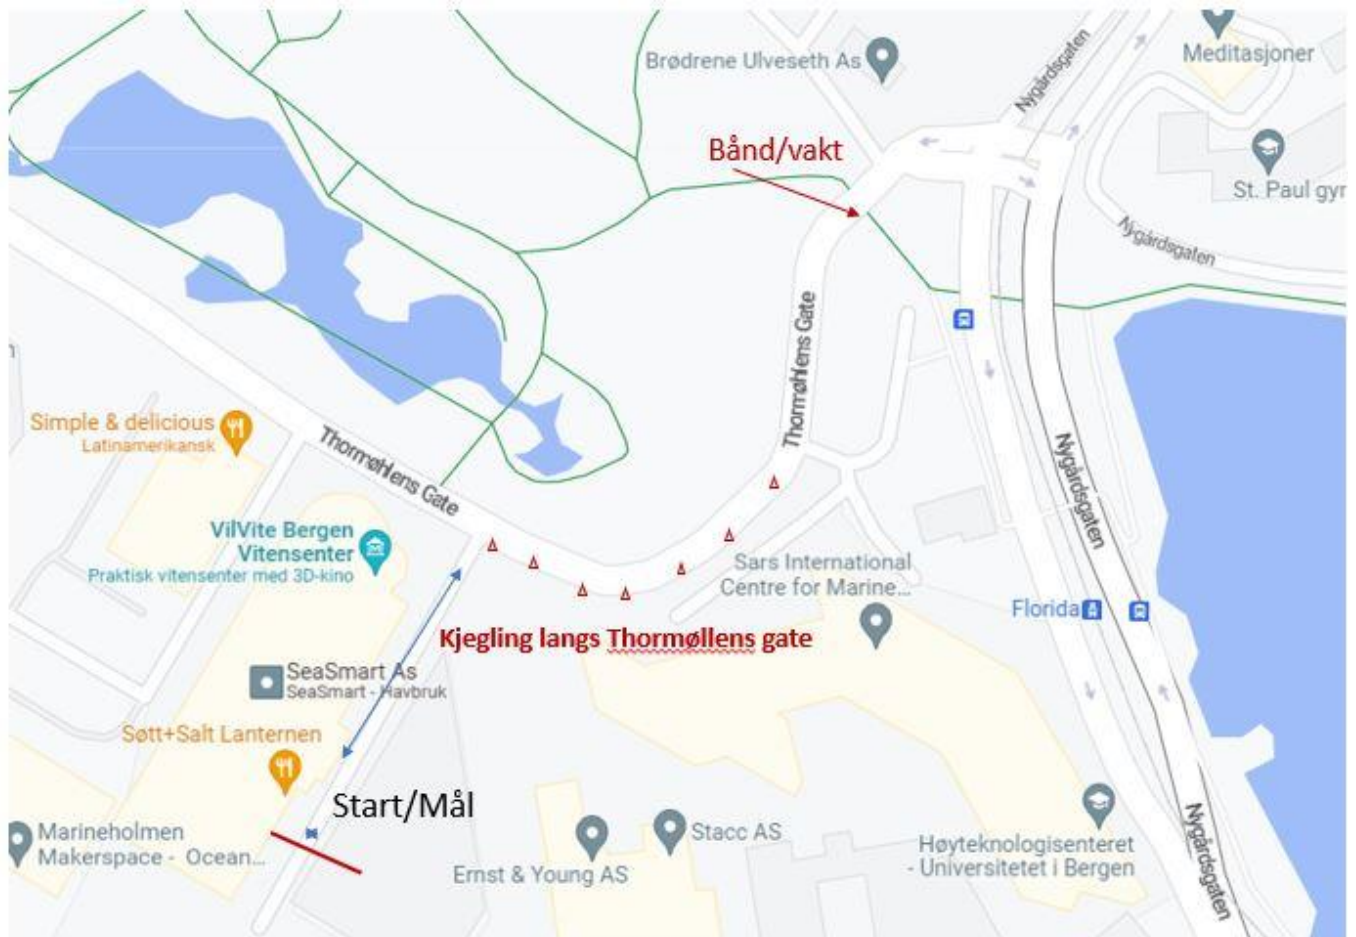 Brødrene Ulveseth As
Nygårdsgaten
Meditasjoner
Bånd/vakt
St. Paul gyr
Nygårdsgaten
Thormøhlens Gate
Simple & delicious
Latinamerikansk
Thormøhlens Gate
Nygårdsgaten
VilVite Bergen
Vitensenter
Praktisk vitensenter med 3D-kino
Sars International
Centre for Marine...
Florida
Kjegling langs Thormøllens gate
SeaSmart As
SeaSmart - Havbruk
Søtt+Salt Lanternen
Start/Mål
Marineholmen
Makerspace - Ocean...
Stacc AS
Ernst & Young AS
Høyteknologisenteret
- Universitetet i Bergen
Nygårdsgaten